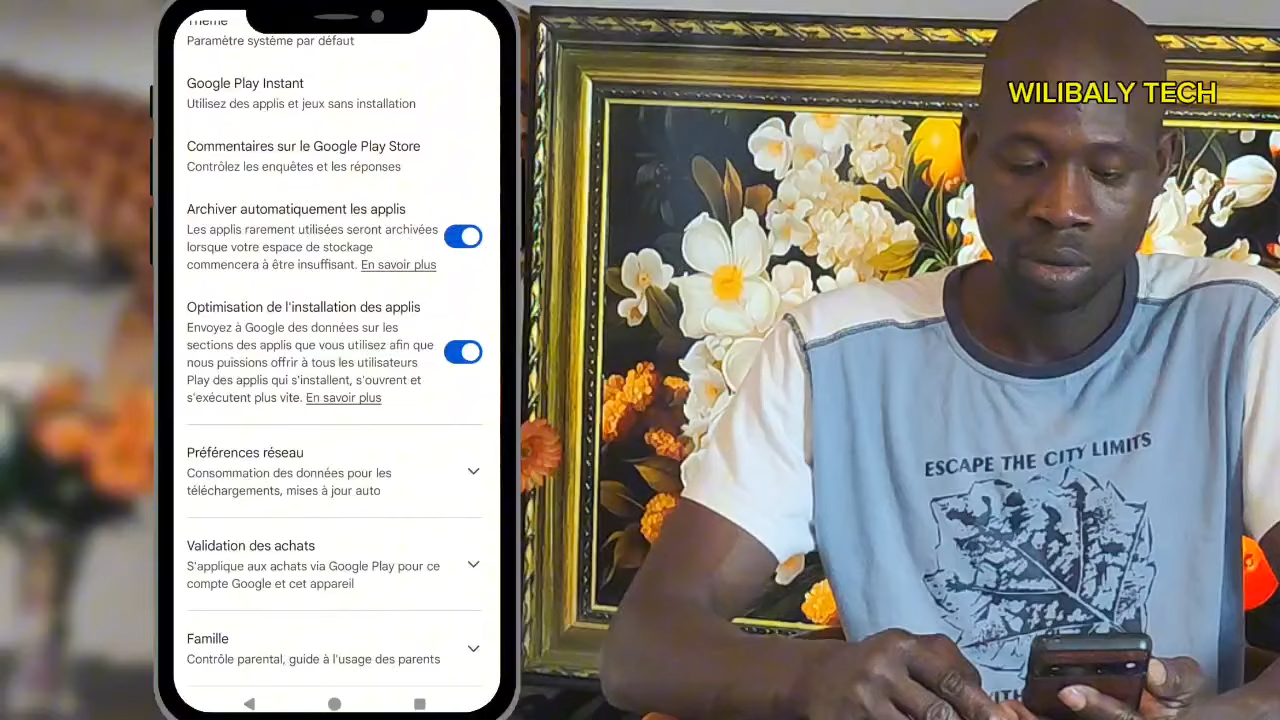 Thème
Paramètre système par défaut
Google Play Instant
Utilisez des applis et jeux sans installation
Commentaires sur le Google Play Store
Contrôlez les enquêtes et les réponses
Archiver automatiquement les applis
Les applis rarement utilisées seront archivées
lorsque votre espace de stockage
commencera à être insuffisant. En savoir plus
Optimisation de l'installation des applis
Envoyez à Google des données sur les
sections des applis que vous utilisez afin que
nous puissions offrir à tous les utilisateurs
Play des applis qui s'installent, s'ouvrent et
s'exécutent plus vite. En savoir plus
Préférences réseau
Consommation des données pour les
téléchargements, mises à jour auto
Validation des achats
S'applique aux achats via Google Play pour ce
compte Google et cet appareil
Famille
Contrôle parental, guide à l'usage des parents
WILIBALY TECH
ESCAPE THE CITY LIMITS